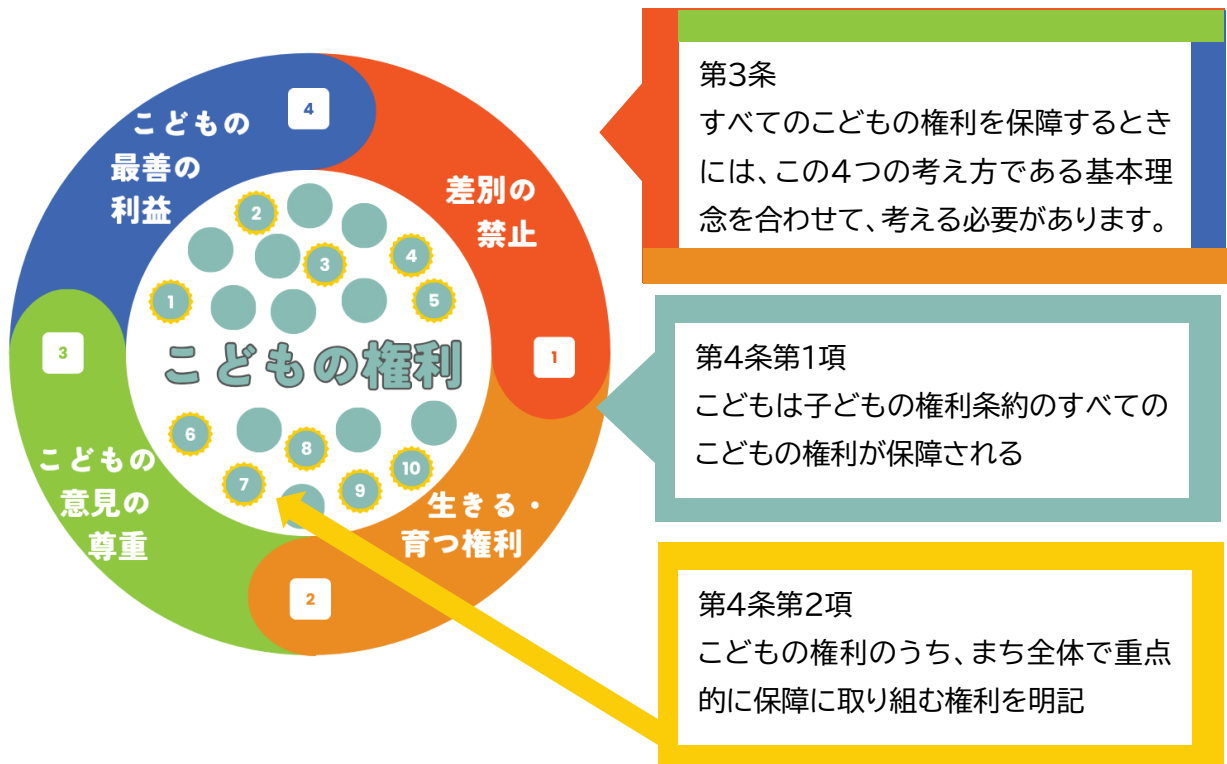 こどもの
最善の
利益
4
差別の
禁止
1
生きる・
育つ権利
2
こどもの
意見の
尊重
3
こどもの権利
1
2
3
4
5
6
7
8
9
10
第3条
すべてのこどもの権利を保障するとき
には、この4つの考え方である基本理
念を合わせて、考える必要があります。
第4条第1項
こどもは子どもの権利条約のすべての
こどもの権利が保障される
第4条第2項
こどもの権利のうち、まち全体で重点
的に保障に取り組む権利を明記